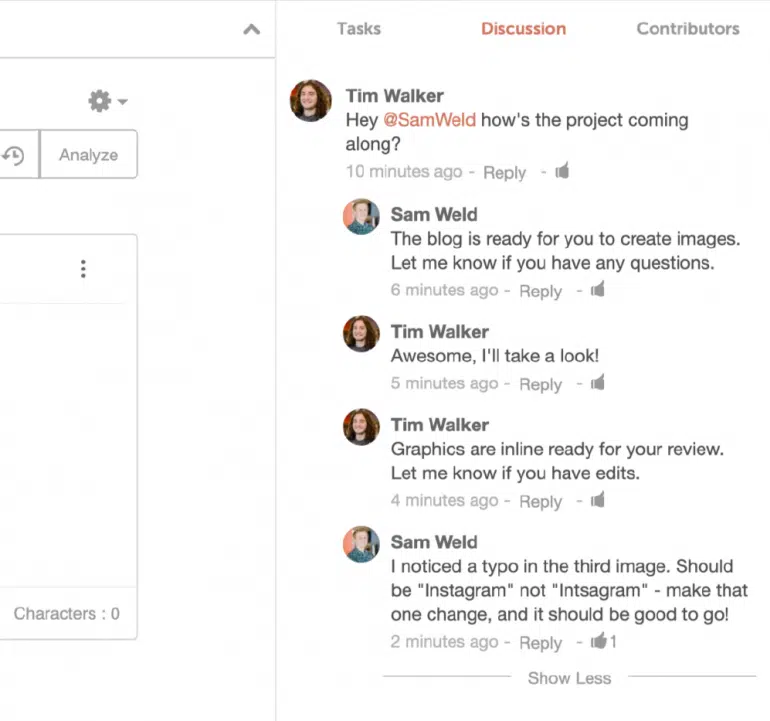 Tasks Discussion Contributors
Analyze
Characters : 0
Tim Walker
Hey @SamWeld how's the project coming
along?
10 minutes ago - Reply -
Sam Weld
The blog is ready for you to create images.
Let me know if you have any questions.
6 minutes ago - Reply -
Tim Walker
Awesome, I'll take a look!
5 minutes ago - Reply -
Tim Walker
Graphics are inline ready for your review.
Let me know if you have edits.
4 minutes ago - Reply -
Sam Weld
I noticed a typo in the third image. Should
be "Instagram" not "Intsagram" - make that
one change, and it should be good to go!
2 minutes ago - Reply - 1
Show Less